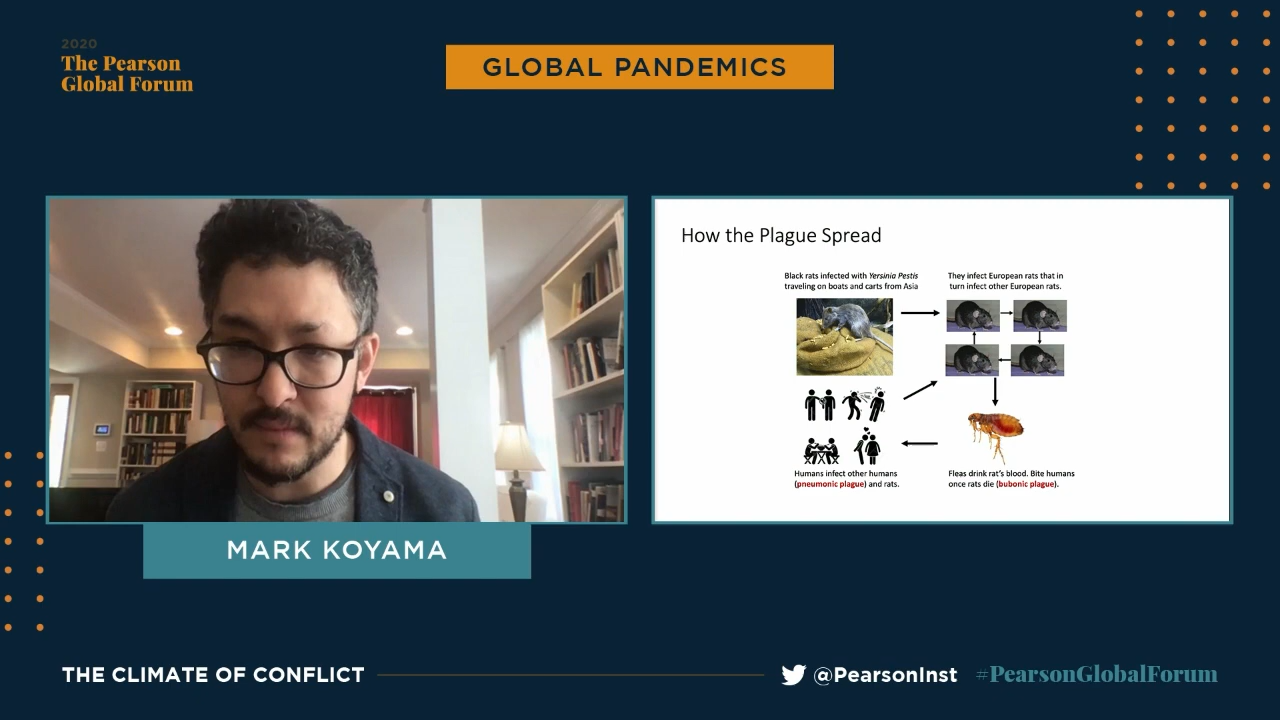 2020
The Pearson
Global Forum
GLOBAL PANDEMICS
How the Plague Spread
Black rats infected with Yersinia Pestis
traveling on boats and carts from Asia
They infect European rats that in
turn infect other European rats.
Humans infect other humans
(pneumonic plague) and rats.
Fleas drink rat's blood. Bite humans
once rats die (bubonic plague).
MARK KOYAMA
THE CLIMATE OF CONFLICT
@PearsonInst
#PearsonGlobalForum